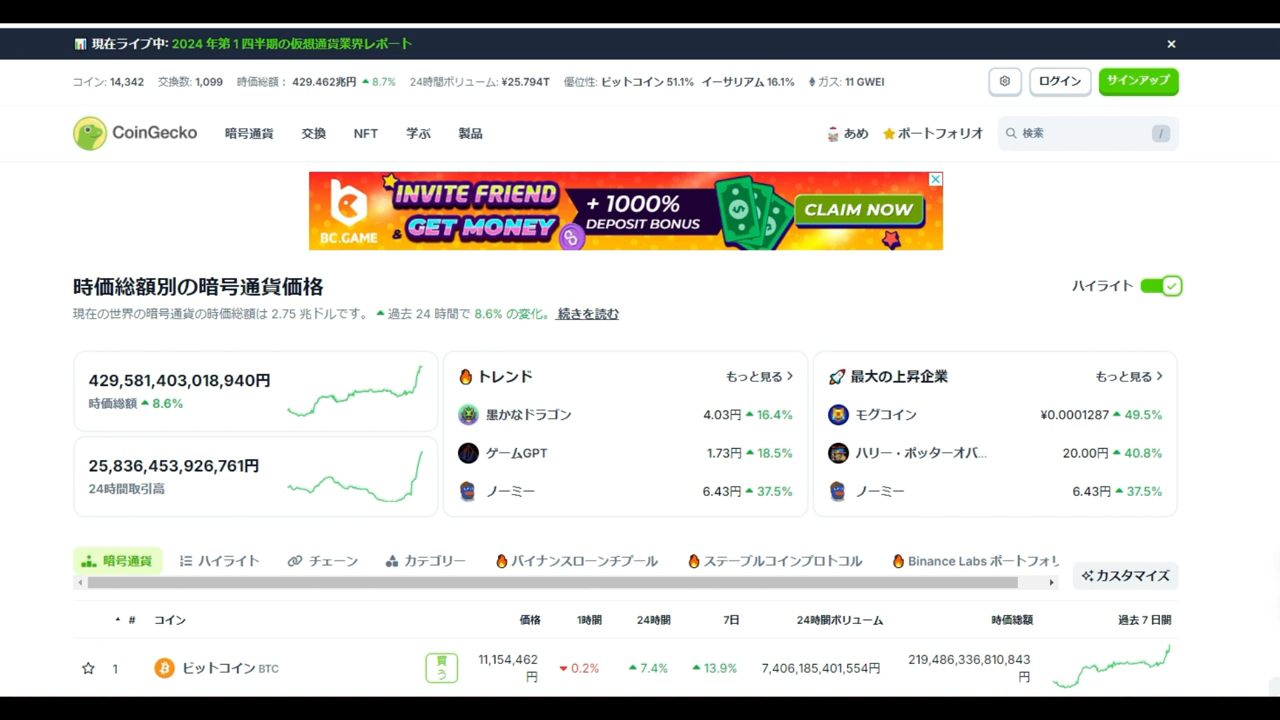 現在ライブ中: 2024 年第 1 四半期の仮想通貨業界レポート
コイン: 14,342 交換数: 1,099 時価総額： 429.462兆円 8.7% 24時間ボリューム: ¥25.794T 優位性: ビットコイン 51.1% イーサリアム 16.1% ガス: 11 GWEI
ログイン
サインアップ
CoinGecko
暗号通貨 交換 NFT 学ぶ 製品
あめ ポートフォリオ
検索 /
BC.GAME
INVITE FRIEND
& GET MONEY
+ 1000%
DEPOSIT BONUS
CLAIM NOW
時価総額別の暗号通貨価格
ハイライト
現在の世界の暗号通貨の時価総額は 2.75 兆ドルです。 過去 24 時間で 8.6% の変化。 続きを読む
429,581,403,018,940円
時価総額 8.6%
25,836,453,926,761円
24時間取引高
トレンド もっと見る
墨かなドラゴン 4.03円 16.4%
ゲームGPT 1.73円 18.5%
ノーミー 6.43円 37.5%
最大の上昇企業 もっと見る
モグコイン ¥0.0001287 49.5%
ハリー・ポッターオバ... 20.00円 40.8%
ノーミー 6.43円 37.5%
暗号通貨 ハイライト チェーン カテゴリー バイナンスローンチプール ステーブルコインプロトコル Binance Labs ポートフォリ
カスタマイズ
# コイン 価格 1時間 24時間 7日 24時間ボリューム 時価総額 過去 7 日間
1 ビットコイン BTC 買う 11,154,462円 0.2% 7.4% 13.9% 7,406,185,401,554円 219,486,336,810,843円